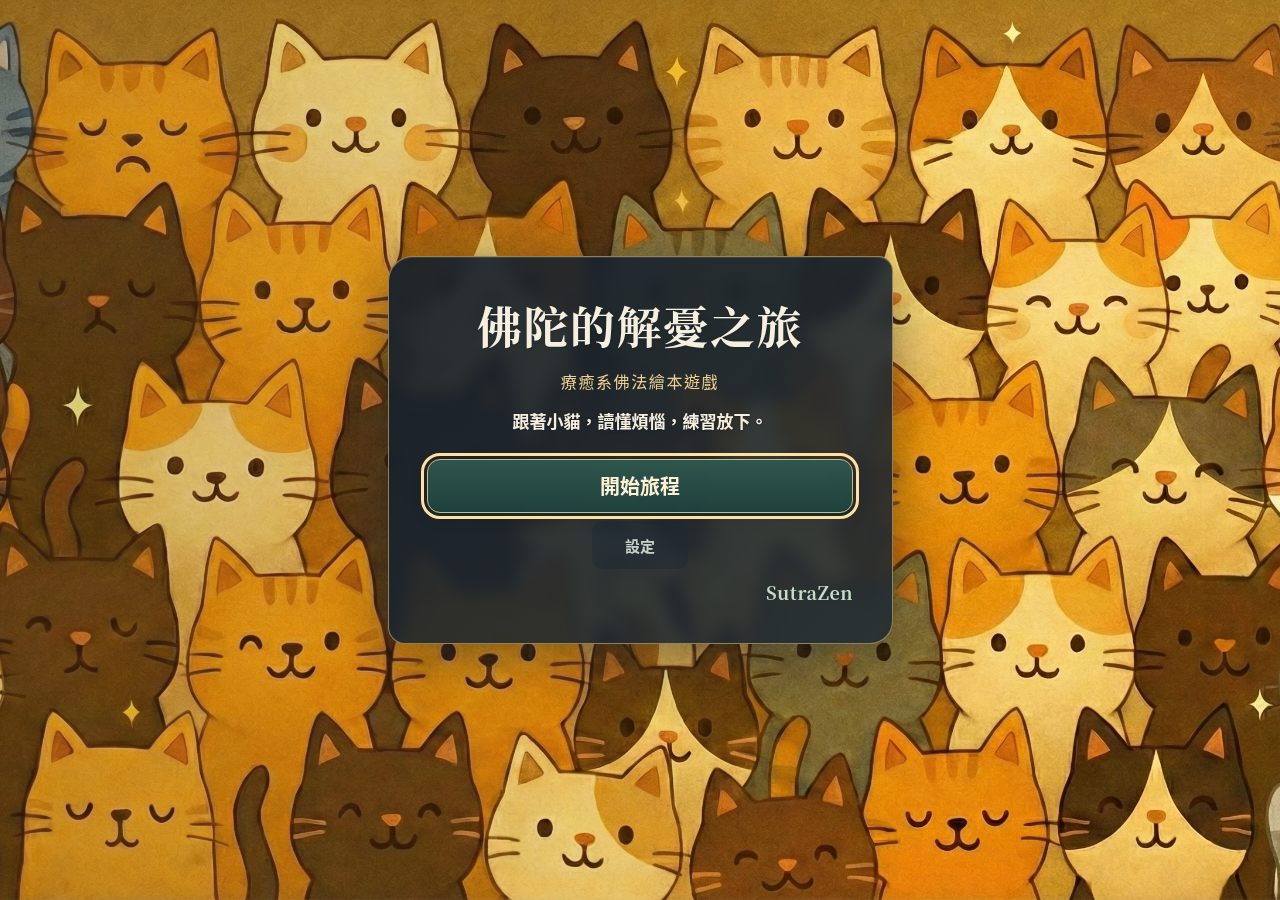 佛陀的解憂之旅
療癒系佛法繪本遊戲
跟著小貓，讀懂煩惱，練習放下。
開始旅程
設定
SutraZen